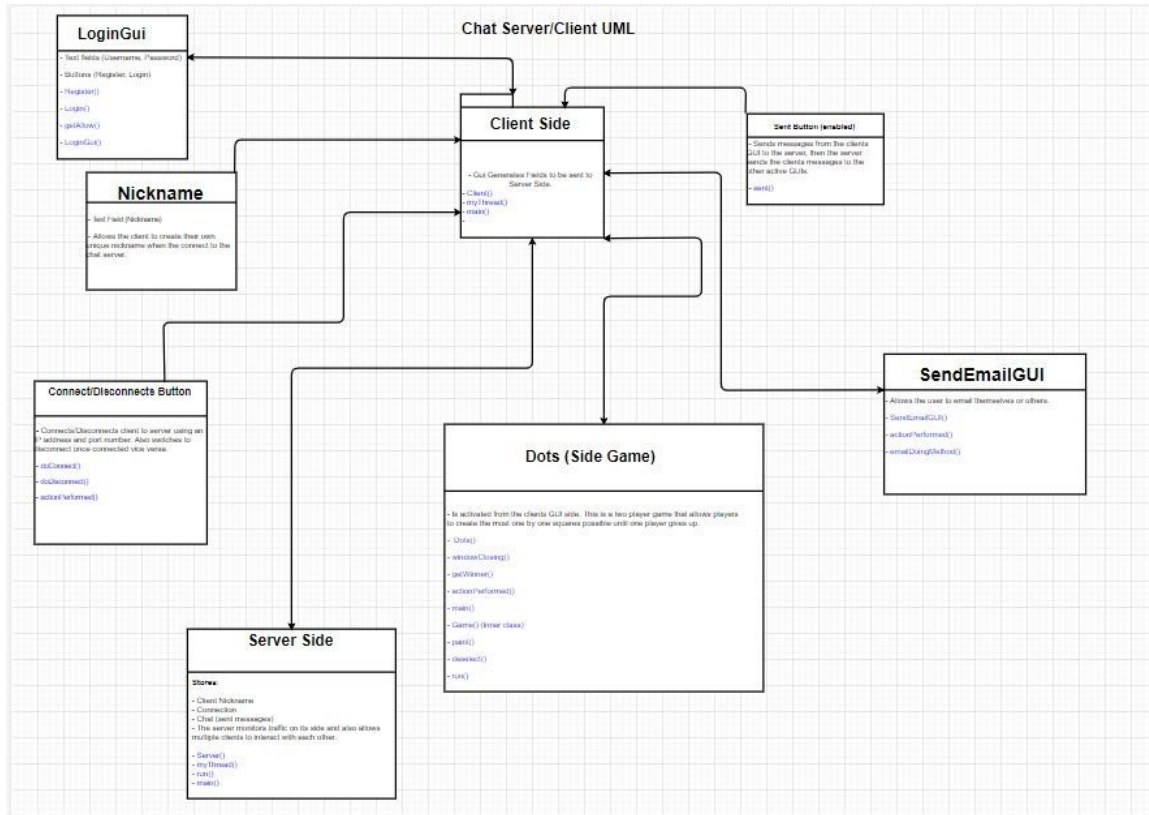 Chat Server/Client UML
LoginGui
- Text fields (Username, Password)
- Buttons (Register, Login)
- Register()
- Login()
- getAllow()
- LoginGui()
Client Side
- Gui Generates Fields to be sent to
Server Side.
- Client()
- myThread()
- main()
-
Sent Button (enabled)
- Sends messages from the clients
GUI to the server, then the server
sends the clients messages to the
other active GUIs.
- sent()
Nickname
- Text Field (Nickname)
- Allows the client to create their own
unique nickname when the connect to the
chat server.
Connect/Disconnects Button
- Connects/Disconnects client to server using an
IP address and port number. Also switches to
disconnect once connected vice versa.
- doConnect()
- doDisconnect()
- actionPerformed()
SendEmailGUI
- Allows the user to email themselves or others.
- SendEmailGUI()
- actionPerformed()
- emailDoingMethod()
Dots (Side Game)
- Is activated from the clients GUI side. This is a two player game that allows players
to create the most one by one squares possible until one player gives up.
- Dots()
- windowClosing()
- getWinner()
- actionPerformed()
- main()
- Game() (Inner class)
- paint()
- deselect()
- run()
Server Side
Stores:
- Client Nickname
- Connection
- Chat (sent messages)
- The server monitors traffic on its side and also allows
multiple clients to interact with each other.
- Server()
- myThread()
- run()
- main()